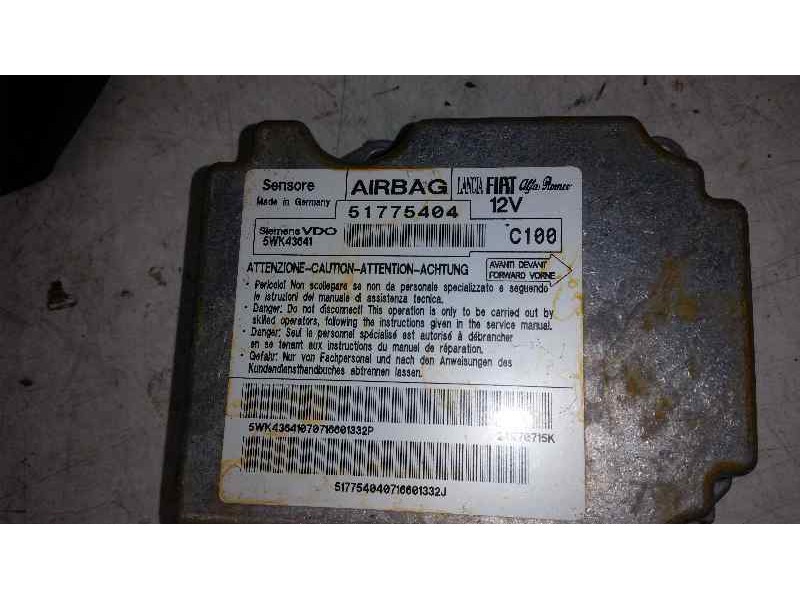 Sensore AIRBAG LANCIA FIAT Alfa Romeo
Made in Germany 51775404 12V
Siemens VDO
5WK43641 C100
ATTENZIONE-CAUTION-ATTENTION-ACHTUNG AVANTI DEVANT
FORWARD VORNE
- Pericolo! Non scollegare se non da personale specializzato e seguendo
le istruzioni del manuale di assistenza tecnica.
- Danger: Do not disconnect! This operation is only to be carried out by
skilled operators, following the instructions given in the service manual.
- Danger: Seul le personnel spécialisé est autorisé à débrancher
en se tenant aux instructions du manuel de réparation.
- Gefahr: Nur von Fachpersonal und nach den Anweisungen des
Kundendiensthandbuches abtrennen lassen.
5WK43641070716601332P
517754040716601332J